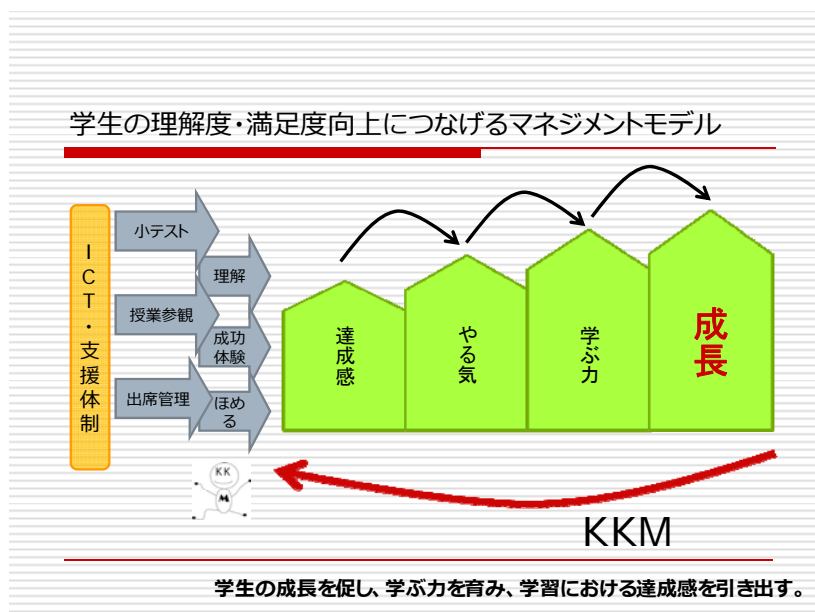 学生の理解度・満足度向上につなげるマネジメントモデル
ICT・支援体制
小テスト
理解
授業参観
成功
体験
出席管理
ほめ
る
達成感
やる気
学ぶ力
成長
KK
M
KKM
学生の成長を促し、学ぶ力を育み、学習における達成感を引き出す。